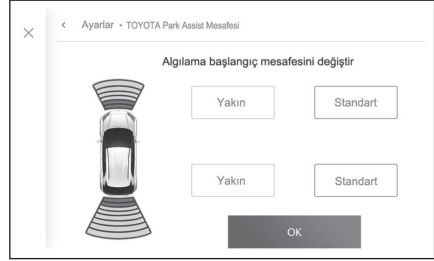 Ayarlar • TOYOTA Park Assist Mesafesi
Algılama başlangıç mesafesini değiştir
Yakın Standart
Yakın Standart
OK